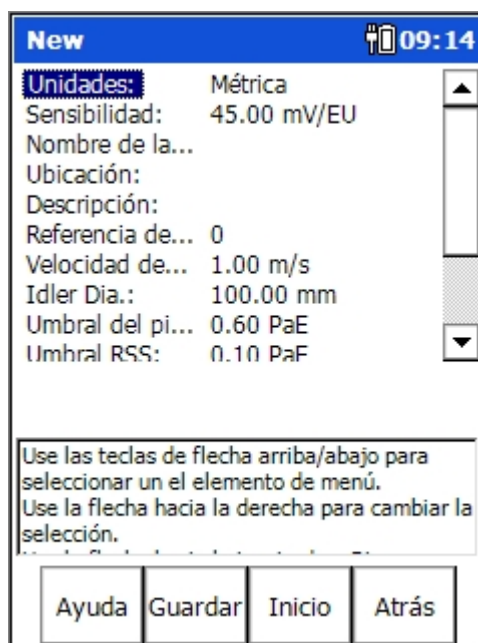 New 09:14
Unidades: Métrica
Sensibilidad: 45.00 mV/EU
Nombre de la...
Ubicación:
Descripción:
Referencia de... 0
Velocidad de... 1.00 m/s
Idler Dia.: 100.00 mm
Umbral del pi... 0.60 PaE
Umbral RSS: 0.10 PaE
Use las teclas de flecha arriba/abajo para
seleccionar un el elemento de menú.
Use la flecha hacia la derecha para cambiar la
selección.
Ayuda Guardar Inicio Atrás